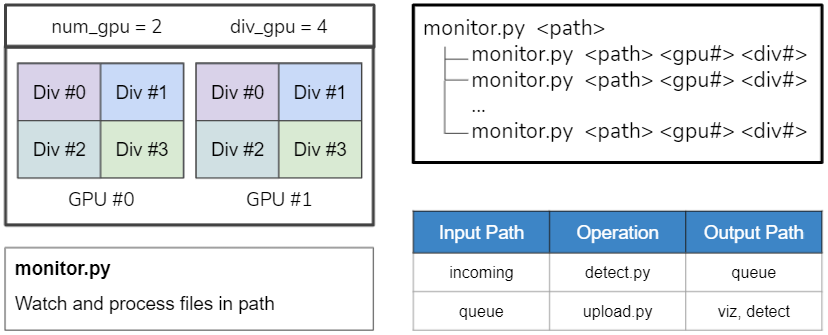 num_gpu = 2 div_gpu = 4
Div #0 Div #1 Div #0 Div #1
Div #2 Div #3 Div #2 Div #3
GPU #0 GPU #1
monitor.py
Watch and process files in path
monitor.py <path>
monitor.py <path> <gpu#> <div#>
monitor.py <path> <gpu#> <div#>
...
monitor.py <path> <gpu#> <div#>
Input Path Operation Output Path
incoming detect.py queue
queue upload.py viz, detect